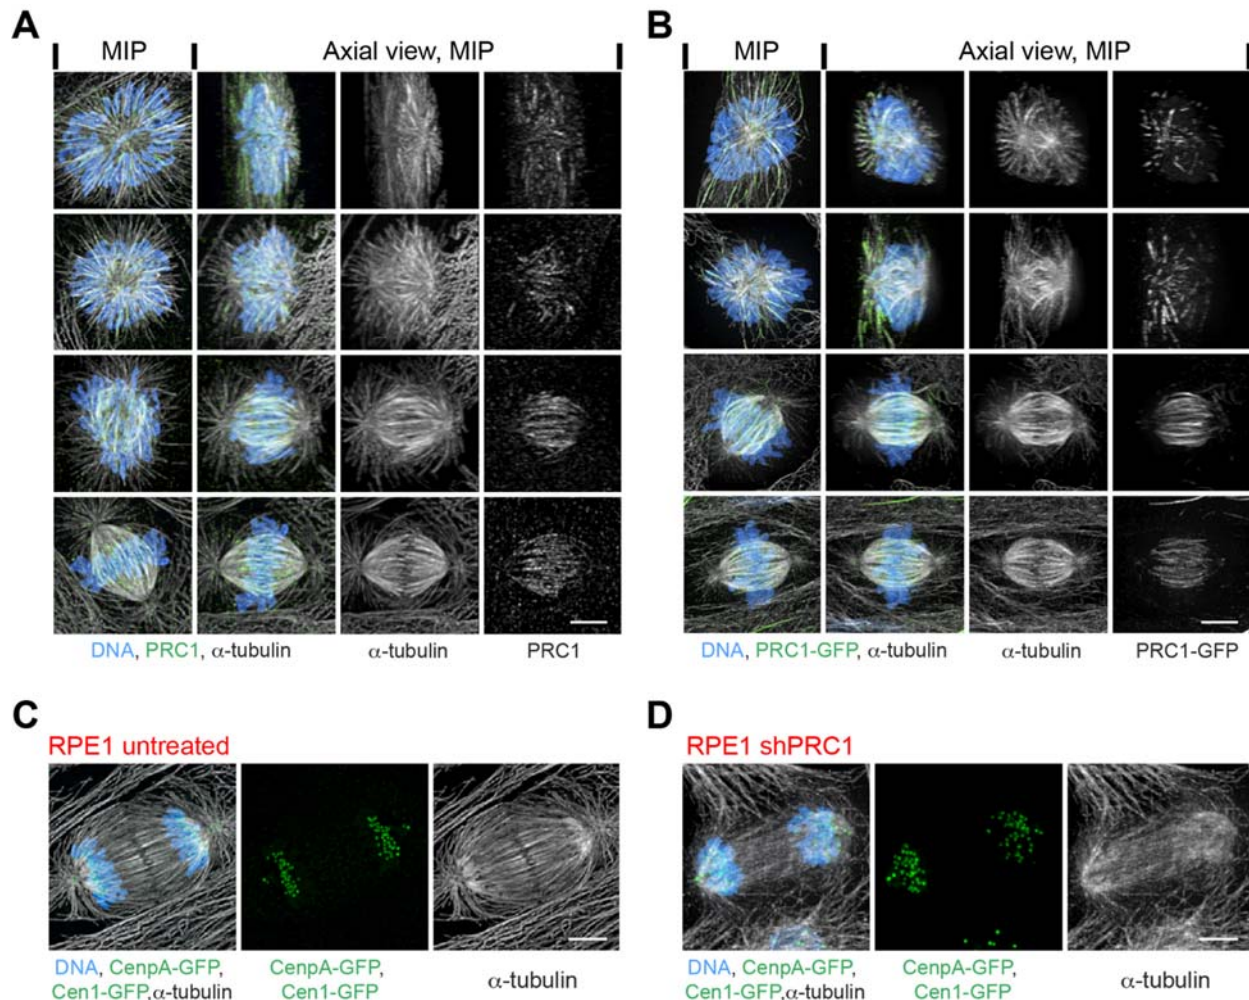 A
MIP
Axial view, MIP
DNA, PRC1, α-tubulin
α-tubulin
PRC1
B
MIP
Axial view, MIP
DNA, PRC1-GFP, α-tubulin
α-tubulin
PRC1-GFP
C
RPE1 untreated
DNA, CenpA-GFP,
Cen1-GFP,α-tubulin
CenpA-GFP,
Cen1-GFP
α-tubulin
D
RPE1 shPRC1
DNA, CenpA-GFP,
Cen1-GFP,α-tubulin
CenpA-GFP,
Cen1-GFP
α-tubulin